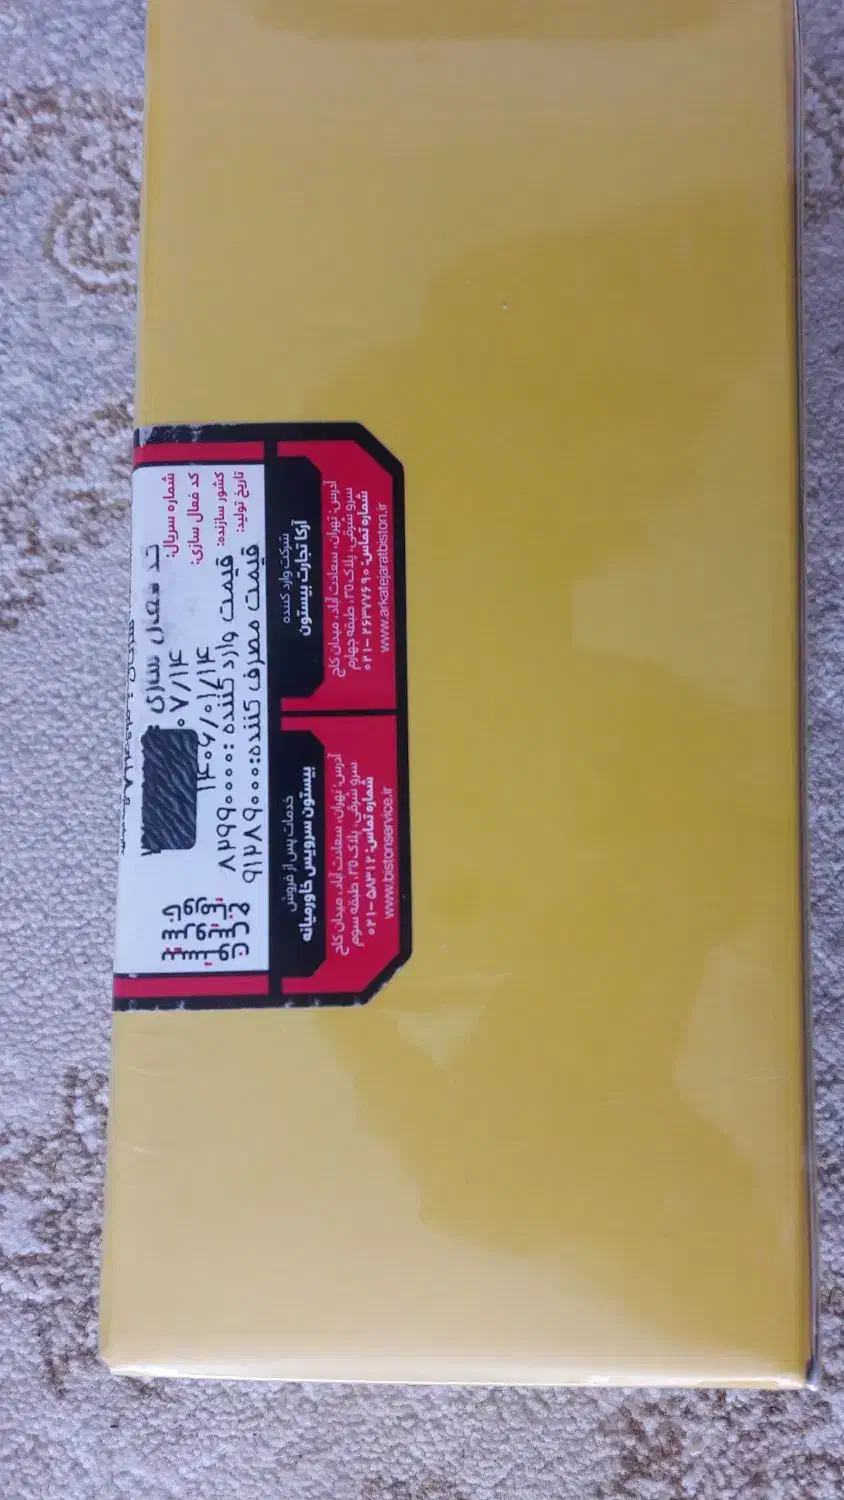 شماره سریال:
کد فعال سازی:
کشور سازنده:
تاریخ تولید:
کد فعال سازی:
۰۷/۱۴
۱۴۰۶/۰۱/۱۴
قیمت وارد کننده: ۸۲۹۹۰۰۰۰
قیمت مصرف کننده: ۹۱۲۸۹۰۰۰
شرکت وارد کننده
آرکا تجارت بیستون
آدرس: تهران، سعادت آباد، میدان کاج
سرو شرقی، پلاک ۳۵، طبقه چهارم
شماره تماس: ۲۶۳۷۷۶۹۰-۰۲۱
www.arkatejaratbiston.ir
خدمات پس از فروش
بیستون سرویس خاورمیانه
آدرس: تهران، سعادت آباد، میدان کاج
سرو شرقی، پلاک ۳۵، طبقه سوم
شماره تماس: ۵۸۳۱۲-۰۲۱
www.bistonservice.ir